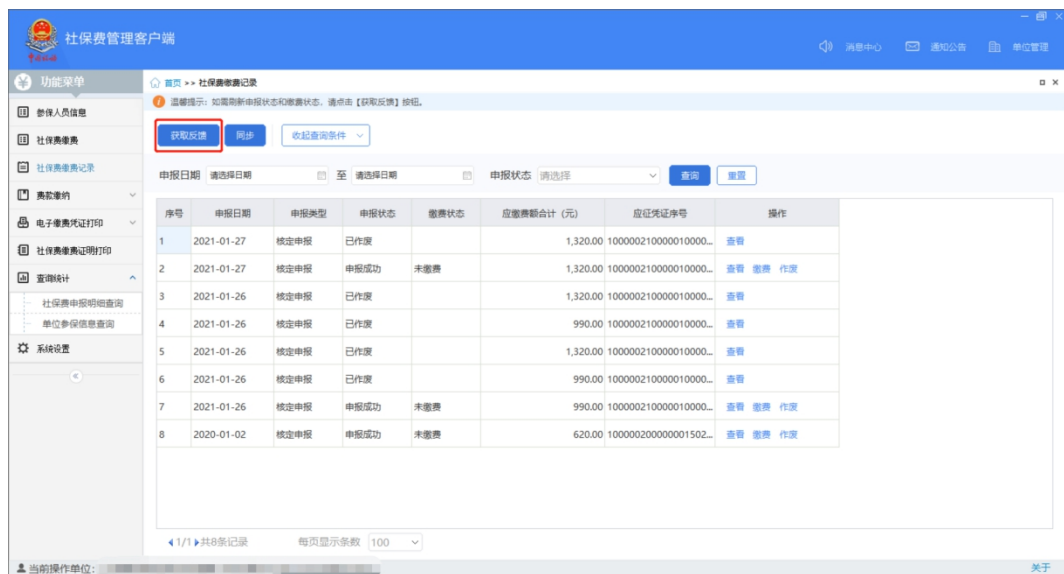 社保费管理客户端
中国税务
消息中心 通知公告 单位管理
功能菜单
首页 >> 社保费缴费记录
温馨提示：如需刷新申报状态和缴费状态，请点击【获取反馈】按钮。
参保人员信息
社保费缴费
社保费缴费记录
费款缴纳
电子缴费凭证打印
社保费缴费证明打印
查询统计
社保费申报明细查询
单位参保信息查询
系统设置
获取反馈 同步 收起查询条件
申报日期 请选择日期 至 请选择日期 申报状态 请选择 查询 重置
序号 申报日期 申报类型 申报状态 缴费状态 应缴费额合计（元） 应征凭证序号 操作
1 2021-01-27 核定申报 已作废 1,320.00 100000210000010000... 查看
2 2021-01-27 核定申报 申报成功 未缴费 1,320.00 100000210000010000... 查看 缴费 作废
3 2021-01-26 核定申报 已作废 1,320.00 100000210000010000... 查看
4 2021-01-26 核定申报 已作废 990.00 100000210000010000... 查看
5 2021-01-26 核定申报 已作废 1,320.00 100000210000010000... 查看
6 2021-01-26 核定申报 已作废 990.00 100000210000010000... 查看
7 2021-01-26 核定申报 申报成功 未缴费 990.00 100000210000010000... 查看 缴费 作废
8 2020-01-02 核定申报 申报成功 未缴费 620.00 100000200000001502... 查看 缴费 作废
1/1 共8条记录 每页显示条数 100
当前操作单位: 关于